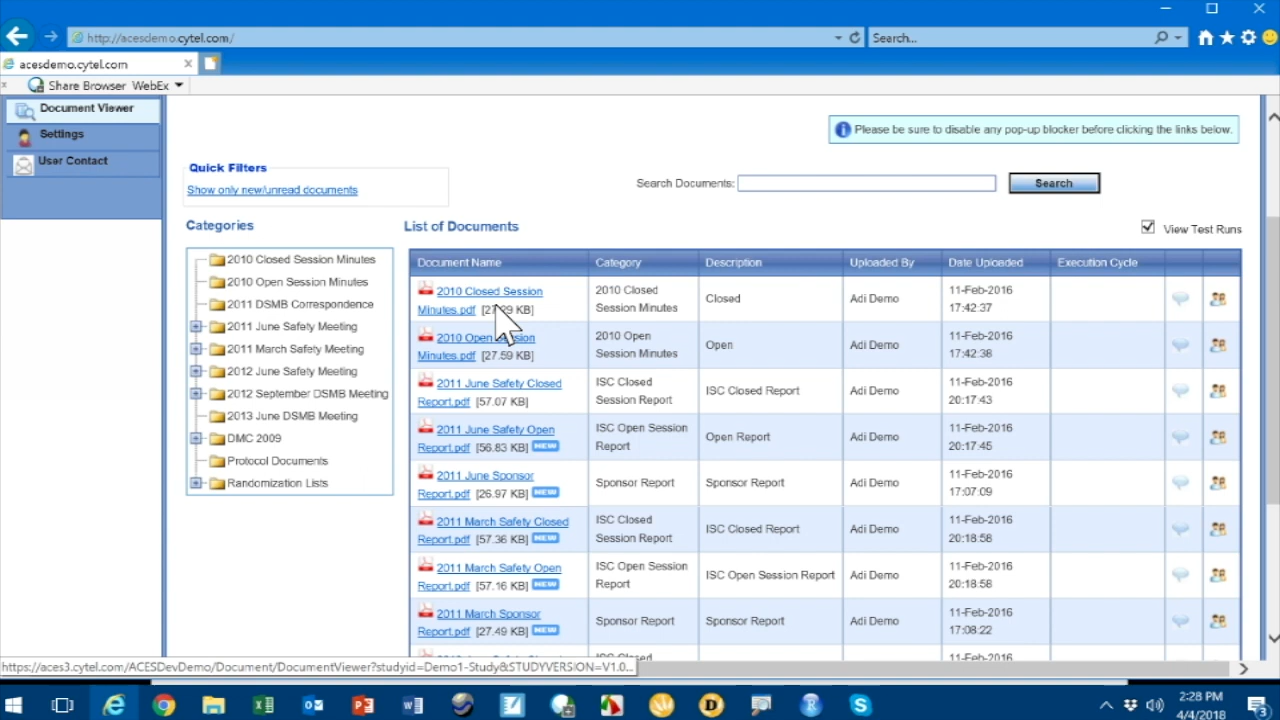 http://acesdemo.cytel.com/
Search...
acesdemo.cytel.com
Share Browser WebEx
Document Viewer
Settings
User Contact
Please be sure to disable any pop-up blocker before clicking the links below.
Quick Filters
Show only new/unread documents
Search Documents:
Search
Categories
List of Documents
View Test Runs
2010 Closed Session Minutes
2010 Open Session Minutes
2011 DSMB Correspondence
2011 June Safety Meeting
2011 March Safety Meeting
2012 June Safety Meeting
2012 September DSMB Meeting
2013 June DSMB Meeting
DMC 2009
Protocol Documents
Randomization Lists
Document Name Category Description Uploaded By Date Uploaded Execution Cycle
2010 Closed Session
Minutes.pdf
KB]
2010 Closed
Session Minutes
Closed
Adi Demo
11-Feb-2016
17:42:37
2010 Open
Minutes.pdf [27.59 KB]
2010 Open
Session Minutes
Open
Adi Demo
11-Feb-2016
17:42:38
2011 June Safety Closed
Report.pdf [57.07 KB]
ISC Closed
Session Report
ISC Closed Report
Adi Demo
11-Feb-2016
20:17:43
2011 June Safety Open
Report.pdf [56.83 KB] NEW
ISC Open Session
Report
Open Report
Adi Demo
11-Feb-2016
20:17:45
2011 June Sponsor
Report.pdf [26.97 KB] NEW
Sponsor Report
Sponsor Report
Adi Demo
11-Feb-2016
17:07:09
2011 March Safety Closed
Report.pdf [57.36 KB] NEW
ISC Closed
Session Report
ISC Closed Report
Adi Demo
11-Feb-2016
20:18:58
2011 March Safety Open
Report.pdf [57.16 KB] NEW
ISC Open Session
Report
ISC Open Session Report
Adi Demo
11-Feb-2016
20:18:58
2011 March Sponsor
Report.pdf [27.49 KB] NEW
Sponsor Report
Sponsor Report
Adi Demo
11-Feb-2016
17:08:22
ISC Closed
11-Feb-2016
https://aces3.cytel.com/ACESDevDemo/Document/DocumentViewer?studyid=Demo1-Study&STUDYVERSION=V1.0...
2:28 PM
4/4/2018
3